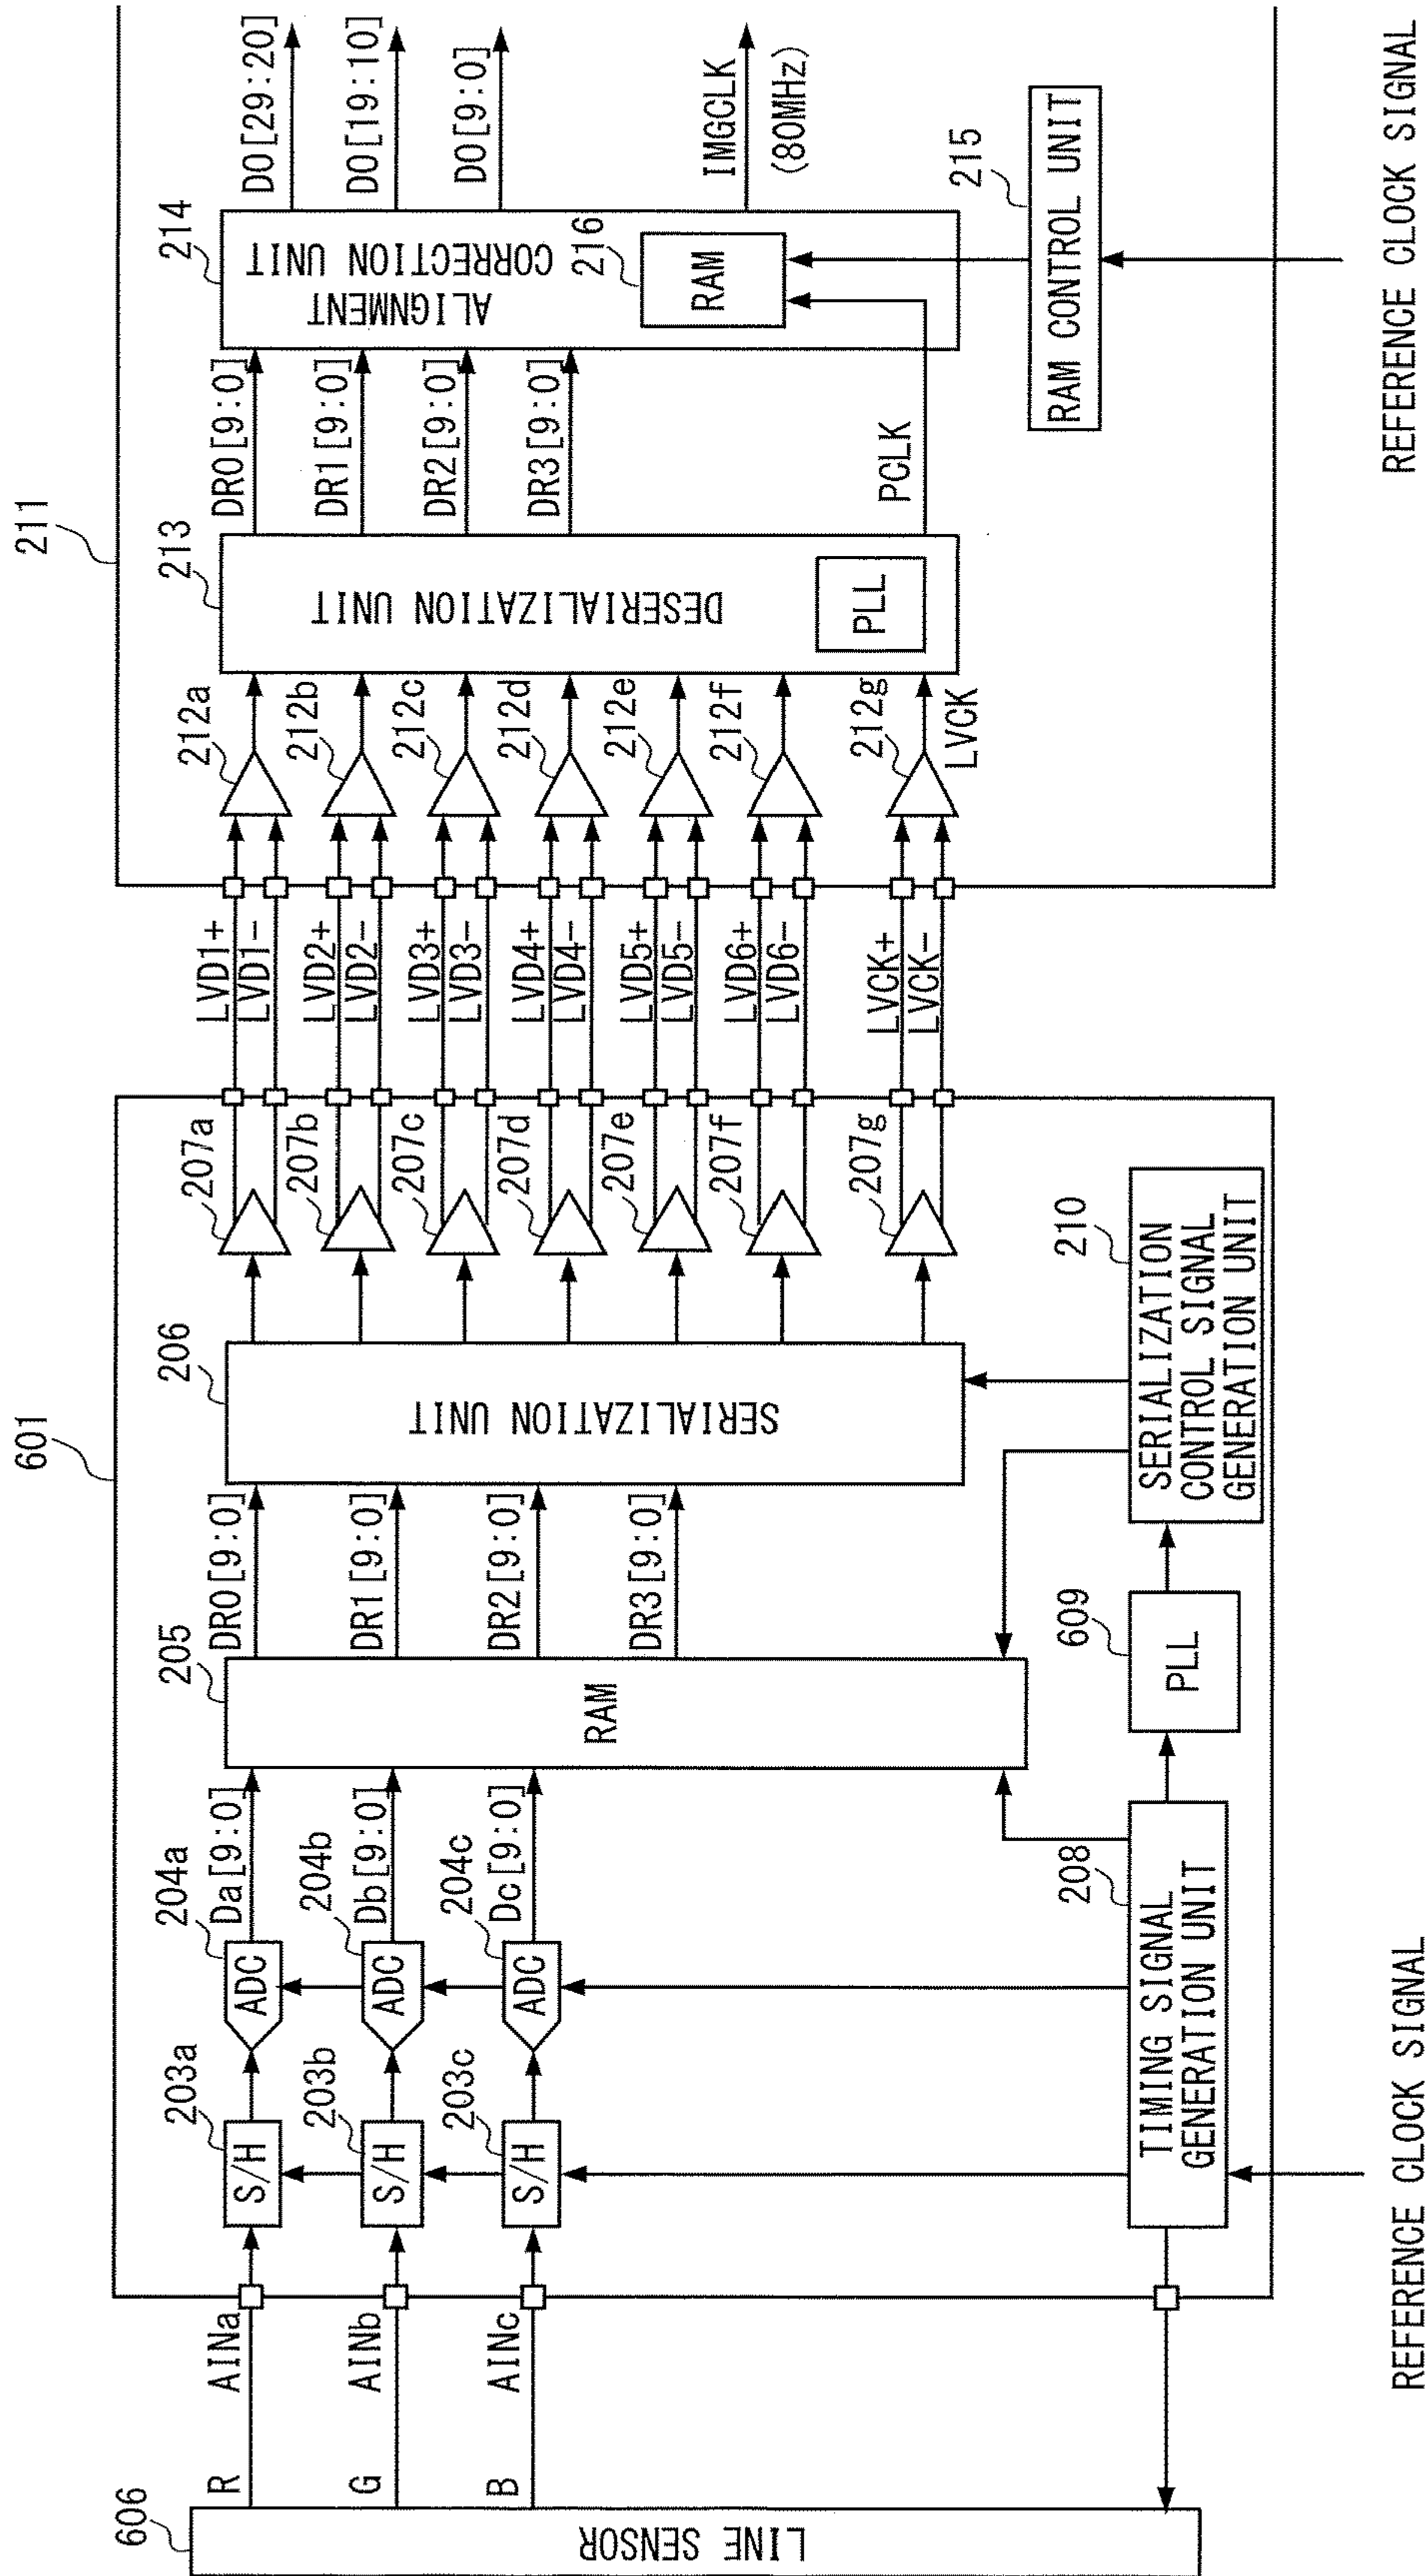 606
LINE SENSOR
R
AINa
G
AINb
B
AINc
601
203a
S/H
203b
S/H
203c
S/H
204a
ADC
204b
ADC
204c
ADC
Da[9:0]
Db[9:0]
Dc[9:0]
205
RAM
DR0[9:0]
DR1[9:0]
DR2[9:0]
DR3[9:0]
206
SERIALIZATION UNIT
207a
207b
207c
207d
207e
207f
207g
208
TIMING SIGNAL
GENERATION UNIT
609
PLL
210
SERIALIZATION
CONTROL SIGNAL
GENERATION UNIT
REFERENCE CLOCK SIGNAL
LVD1+
LVD1-
LVD2+
LVD2-
LVD3+
LVD3-
LVD4+
LVD4-
LVD5+
LVD5-
LVD6+
LVD6-
LVCK+
LVCK-
211
212a
212b
212c
212d
212e
212f
212g
LVCK
213
DESERIALIZATION UNIT
PLL
DR0[9:0]
DR1[9:0]
DR2[9:0]
DR3[9:0]
PCLK
214
ALIGNMENT
CORRECTION UNIT
216
RAM
215
RAM CONTROL UNIT
DO[29:20]
DO[19:10]
DO[9:0]
IMGCLK
(80MHz)
REFERENCE CLOCK SIGNAL